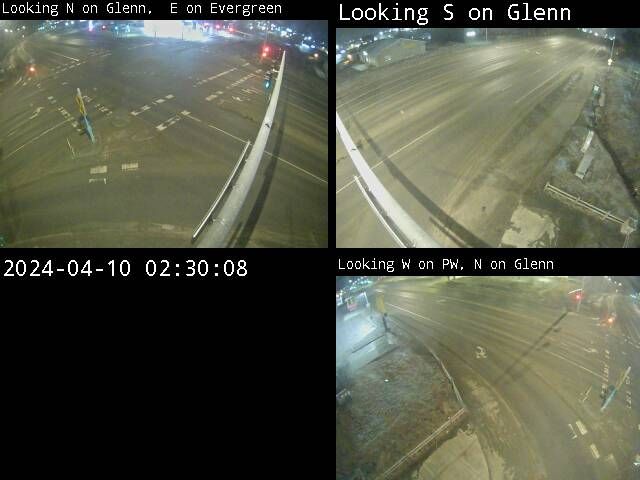 Looking N on Glenn,  E on Evergreen
Looking S on Glenn
2024-04-10 02:30:08
Looking W on PW, N on Glenn